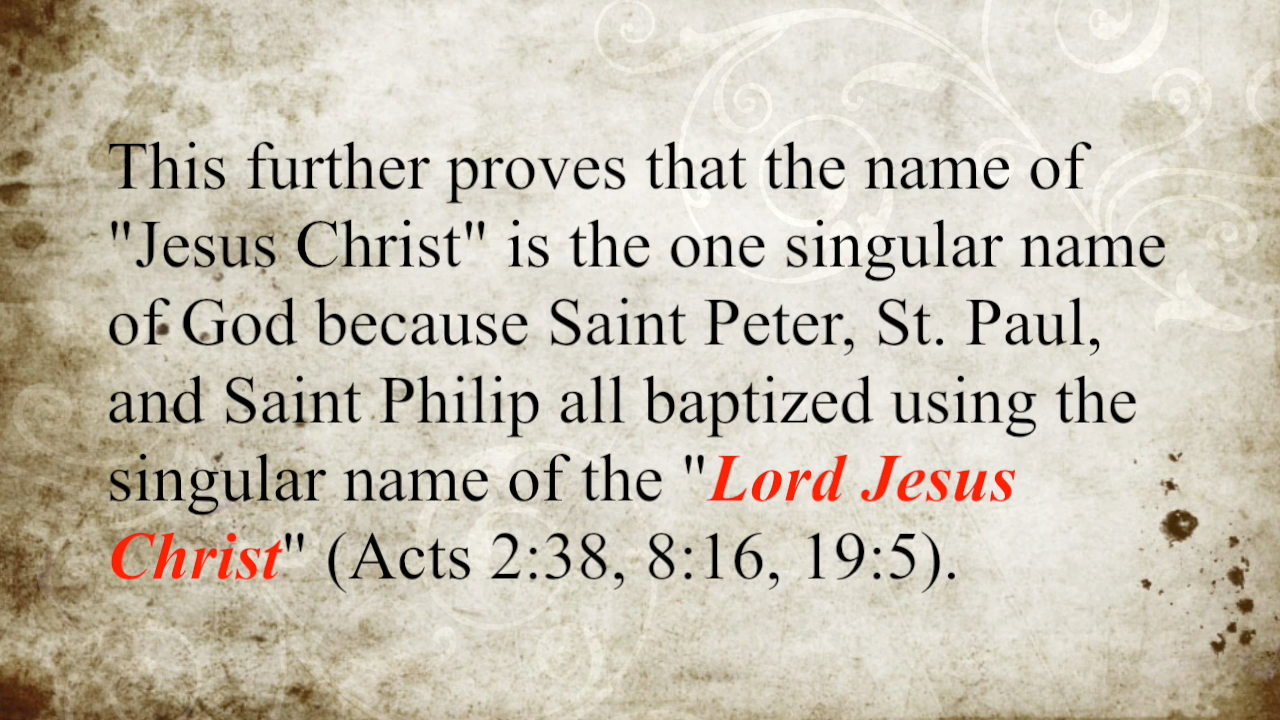 This further proves that the name of
"Jesus Christ" is the one singular name
of God because Saint Peter, St. Paul,
and Saint Philip all baptized using the
singular name of the "Lord Jesus
Christ" (Acts 2:38, 8:16, 19:5).